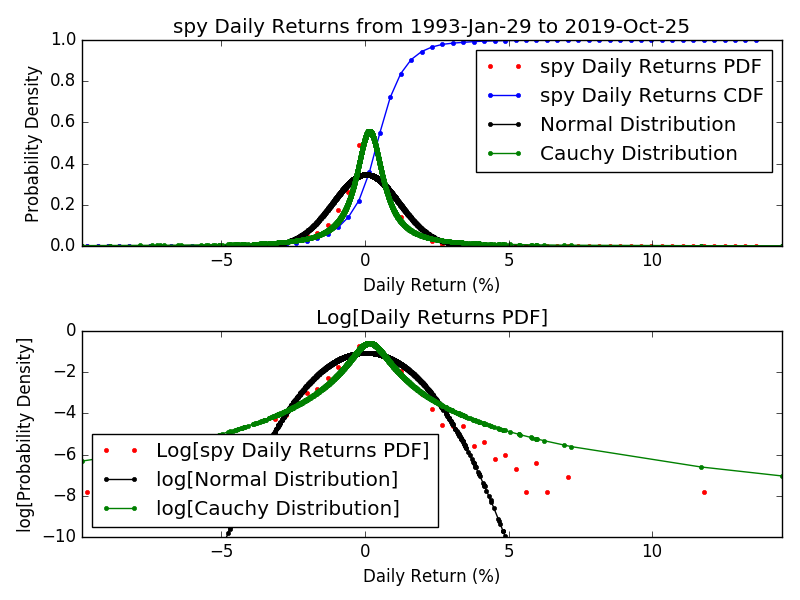 spy Daily Returns from 1993-Jan-29 to 2019-Oct-25
1.0
0.8
0.6
0.4
0.2
0.0
Probability Density
spy Daily Returns PDF
spy Daily Returns CDF
Normal Distribution
Cauchy Distribution
−5
0
5
10
Daily Return (%)
Log[Daily Returns PDF]
0
−2
−4
−6
−8
−10
log[Probability Density]
Log[spy Daily Returns PDF]
log[Normal Distribution]
log[Cauchy Distribution]
−5
0
5
10
Daily Return (%)